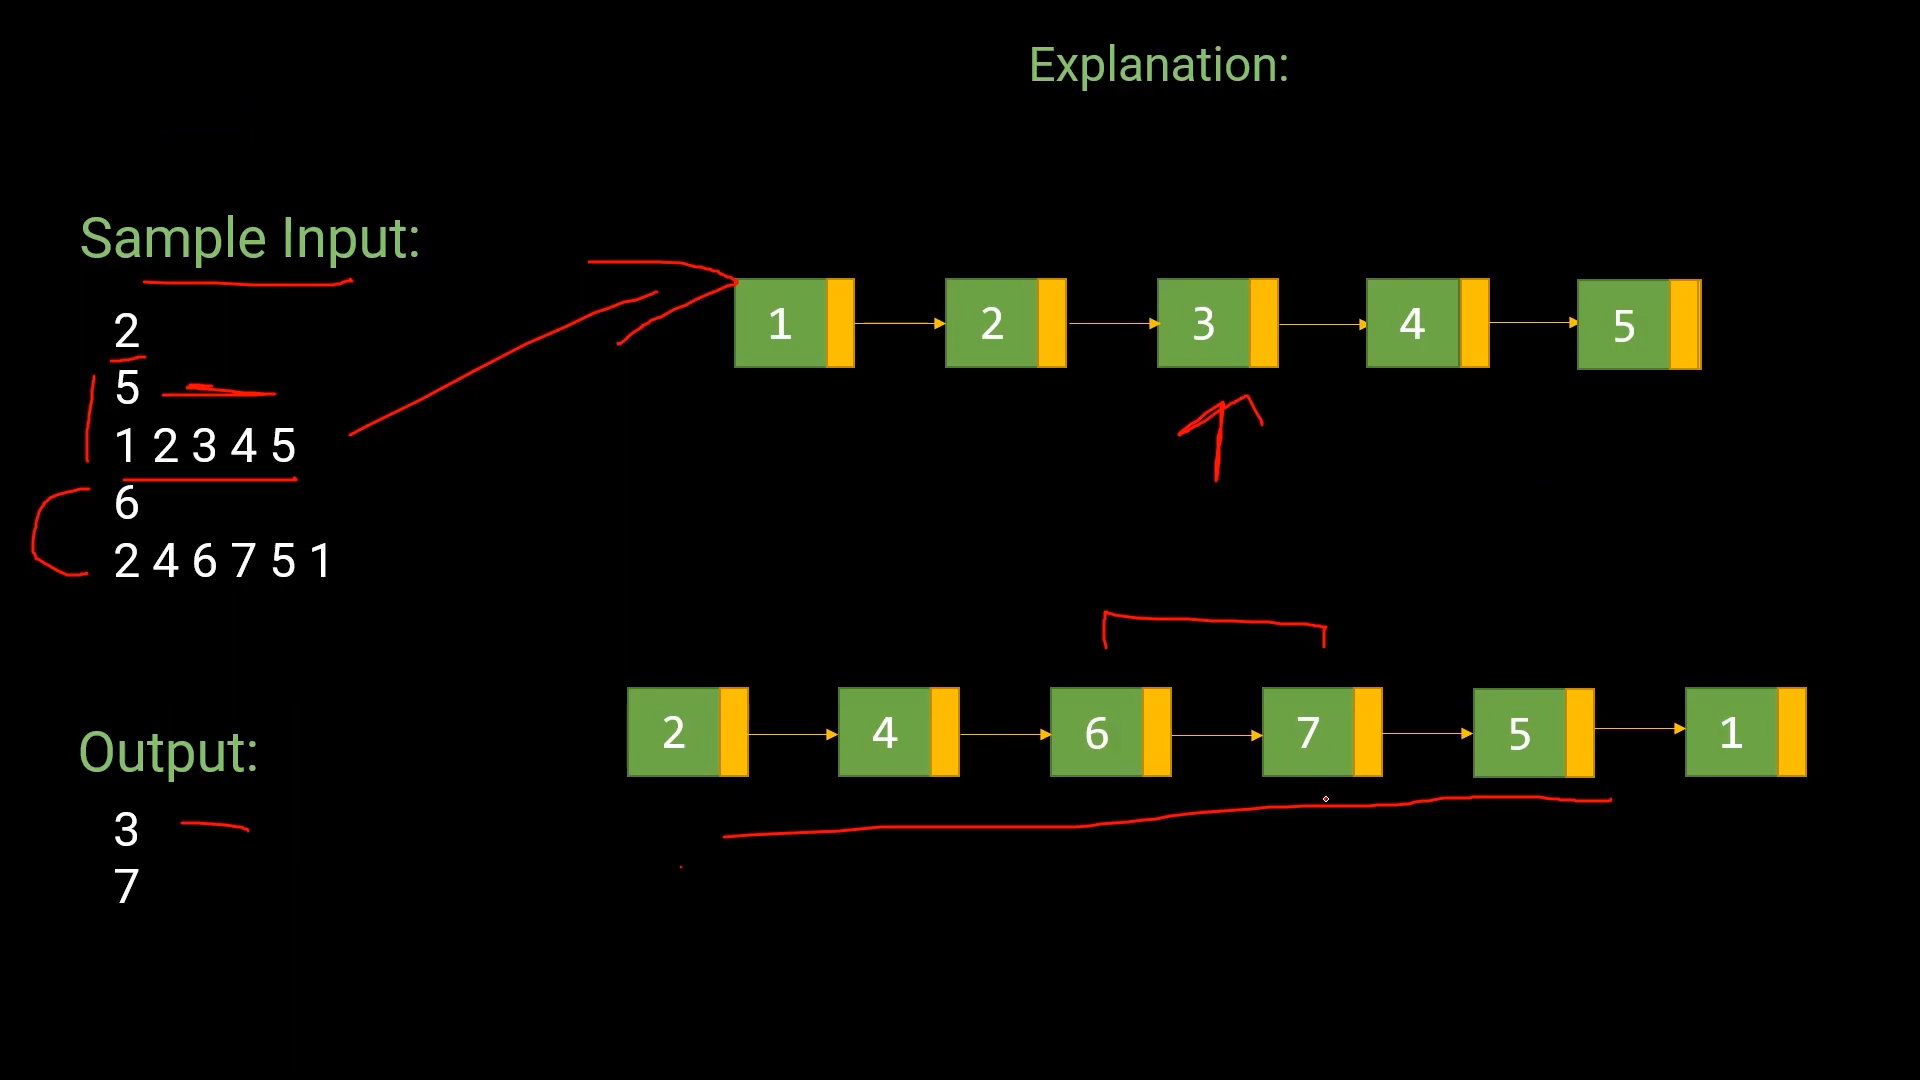 Explanation:
Sample Input:
2
5
1 2 3 4 5
6
2 4 6 7 5 1
1 2 3 4 5
2 4 6 7 5 1
Output:
3
7